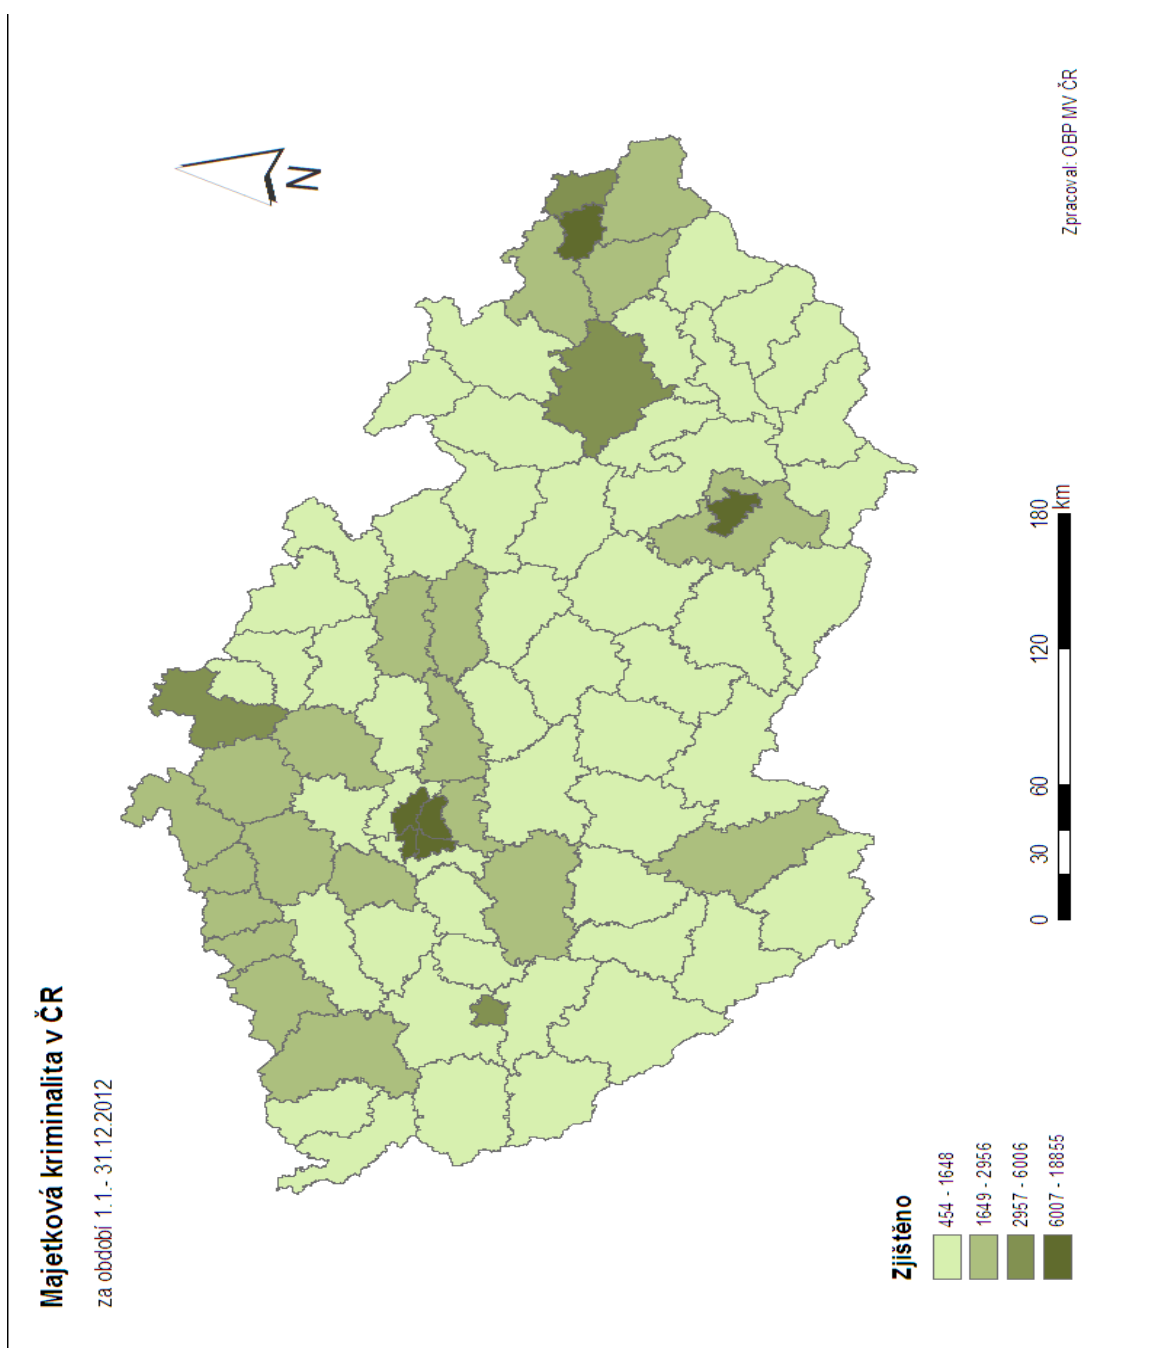 Majetková kriminalita v ČR
za období 1.1.- 31.12.2012
N
Zjištěno
454 - 1648
1649 - 2956
2957 - 6006
6007 - 18855
0 30 60 120 180
km
Zpracoval: OBP MV ČR